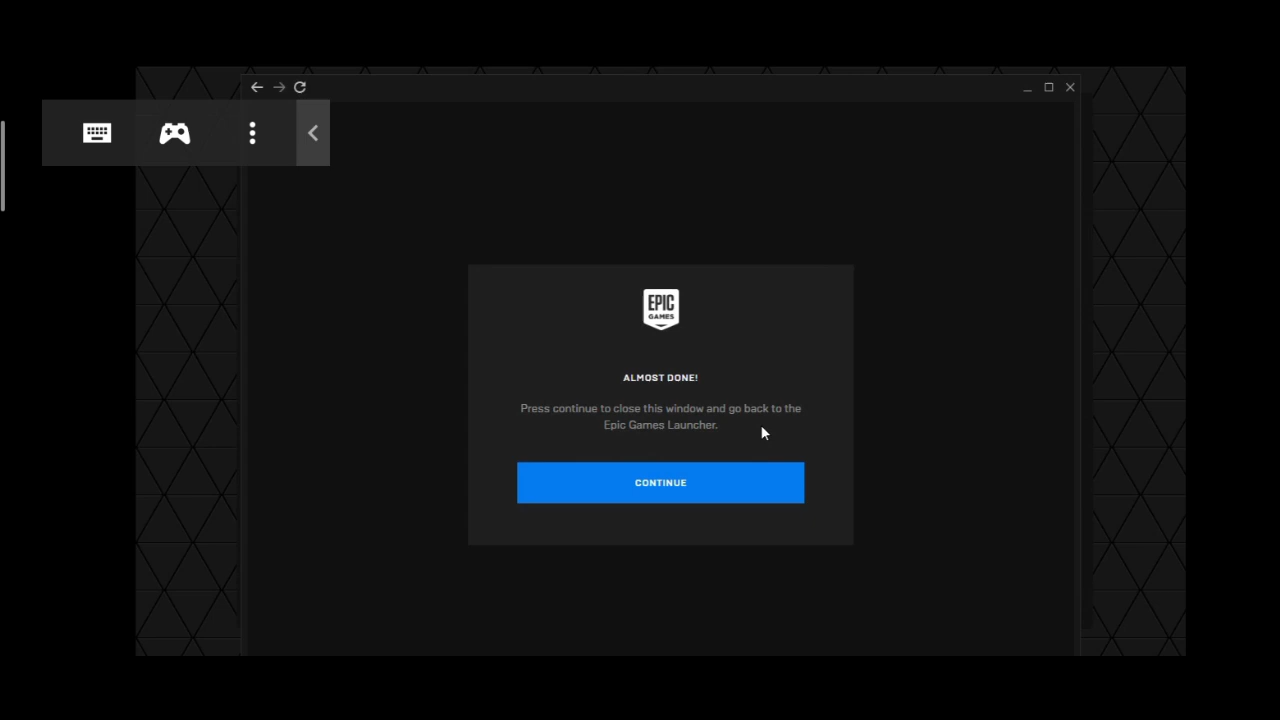 EPIC
GAMES
ALMOST DONE!
Press continue to close this window and go back to the
Epic Games Launcher.
CONTINUE